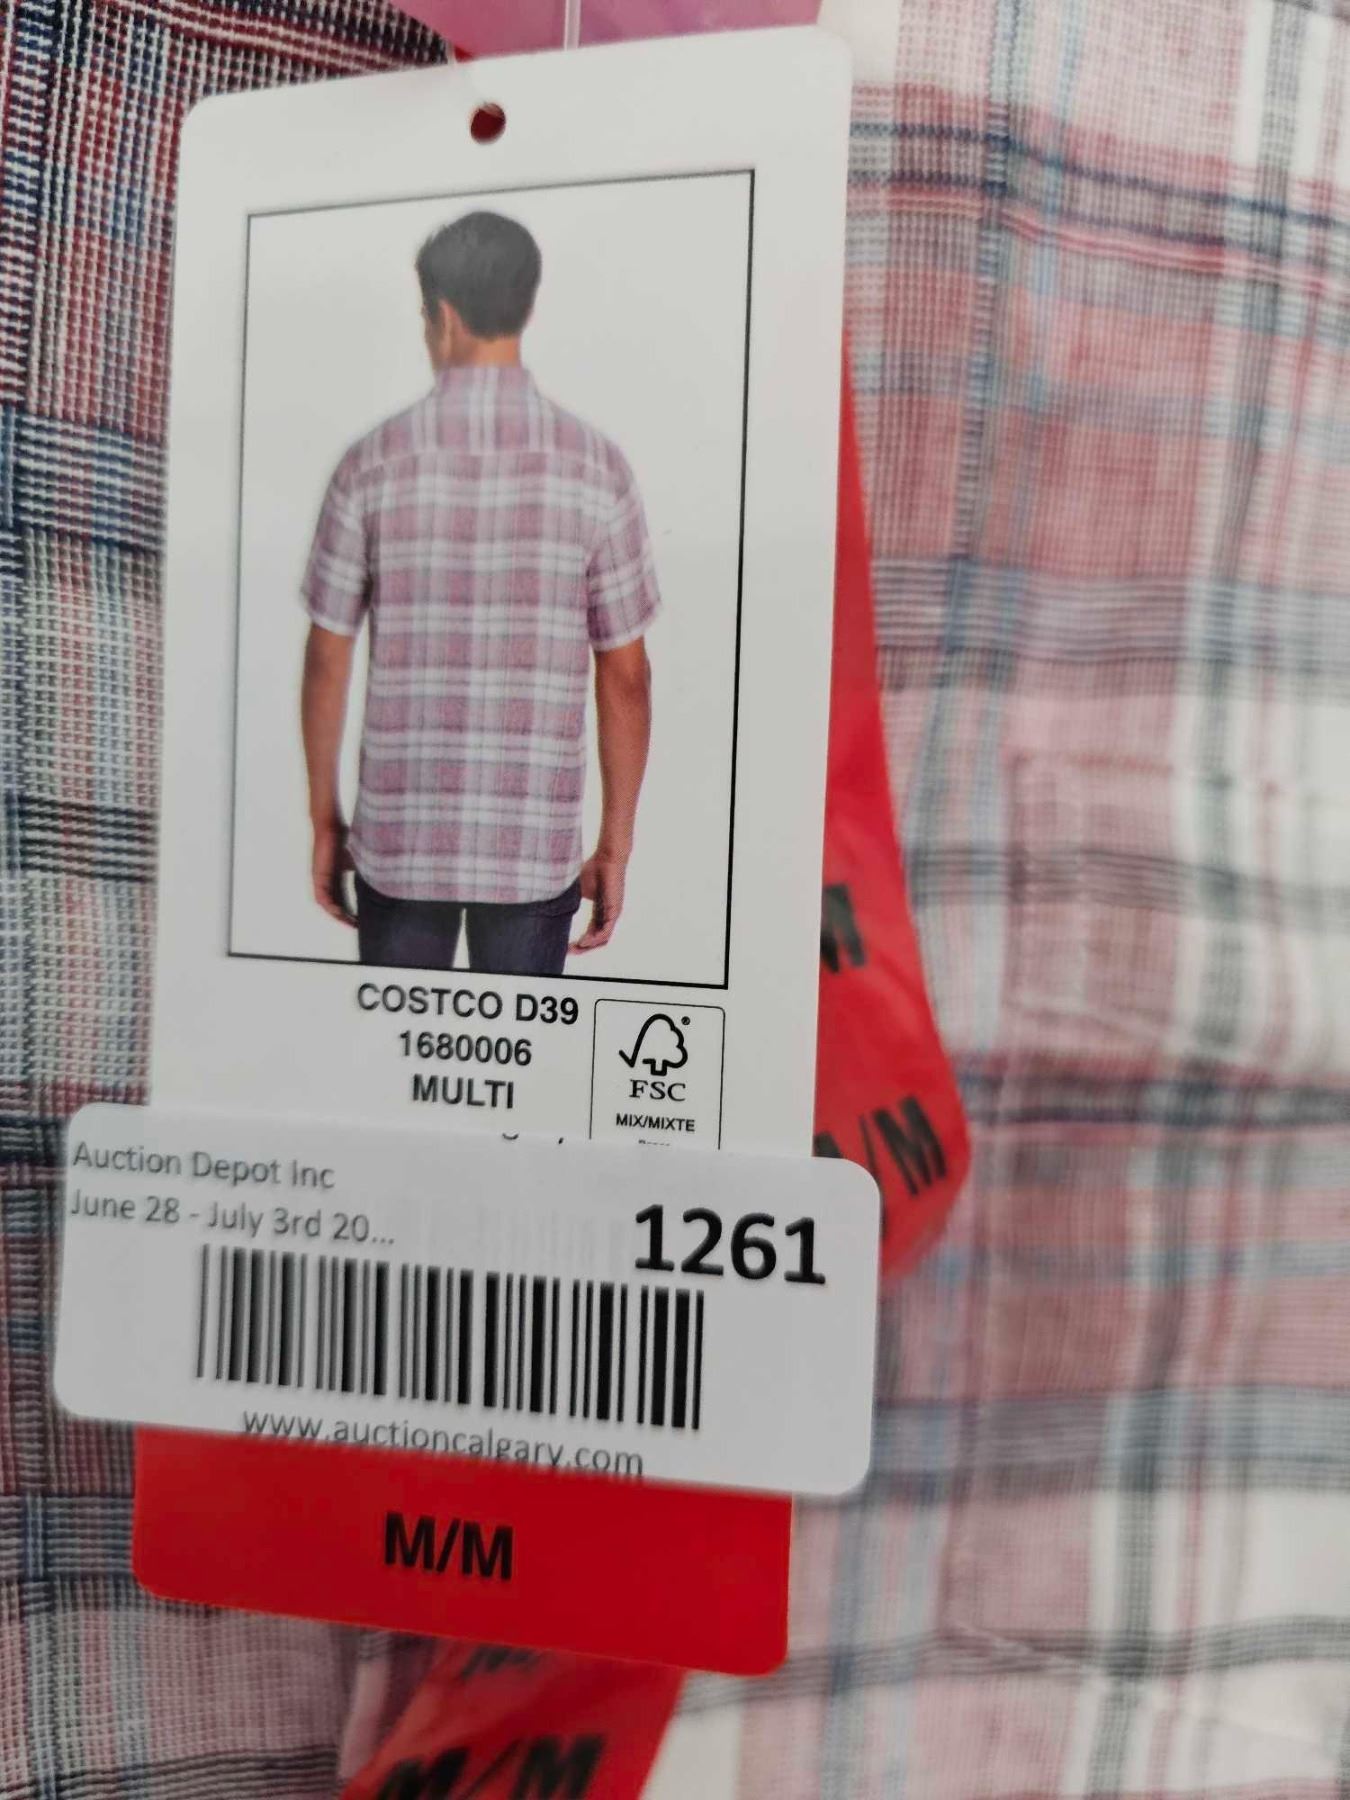 COSTCO D39
1680006
MULTI
FSC
MIX/MIXTE
Auction Depot Inc
June 28 - July 3rd 20...
1261
www.auctioncalgary.com
M/M
M
/M
M/M